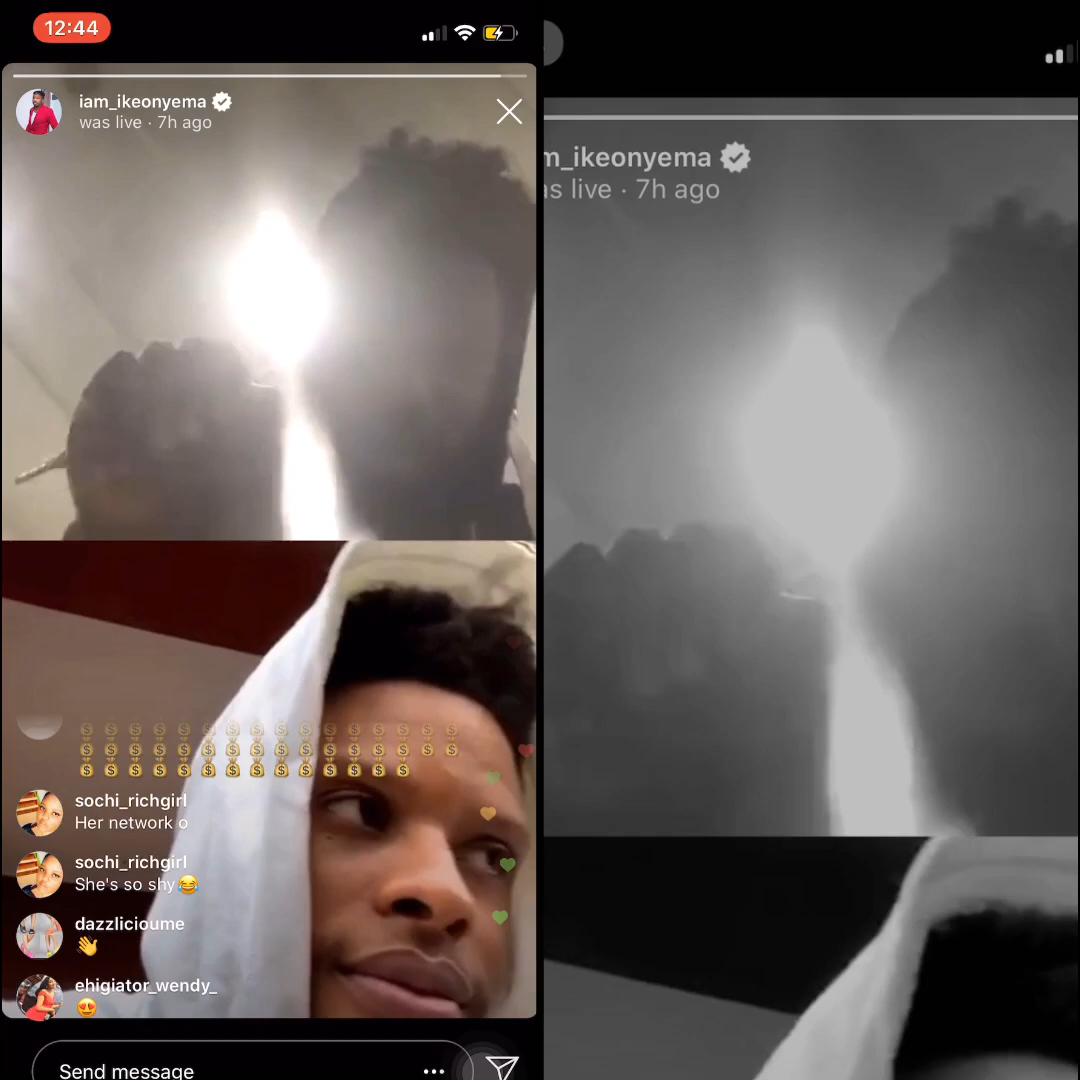 12:44
iam_ikeonyema
was live · 7h ago
sochi_richgirl
Her network o
sochi_richgirl
She's so shy😂
dazzlicioume
👋
ehigiator_wendy_
😍
Send message
m_ikeonyema
as live · 7h ago